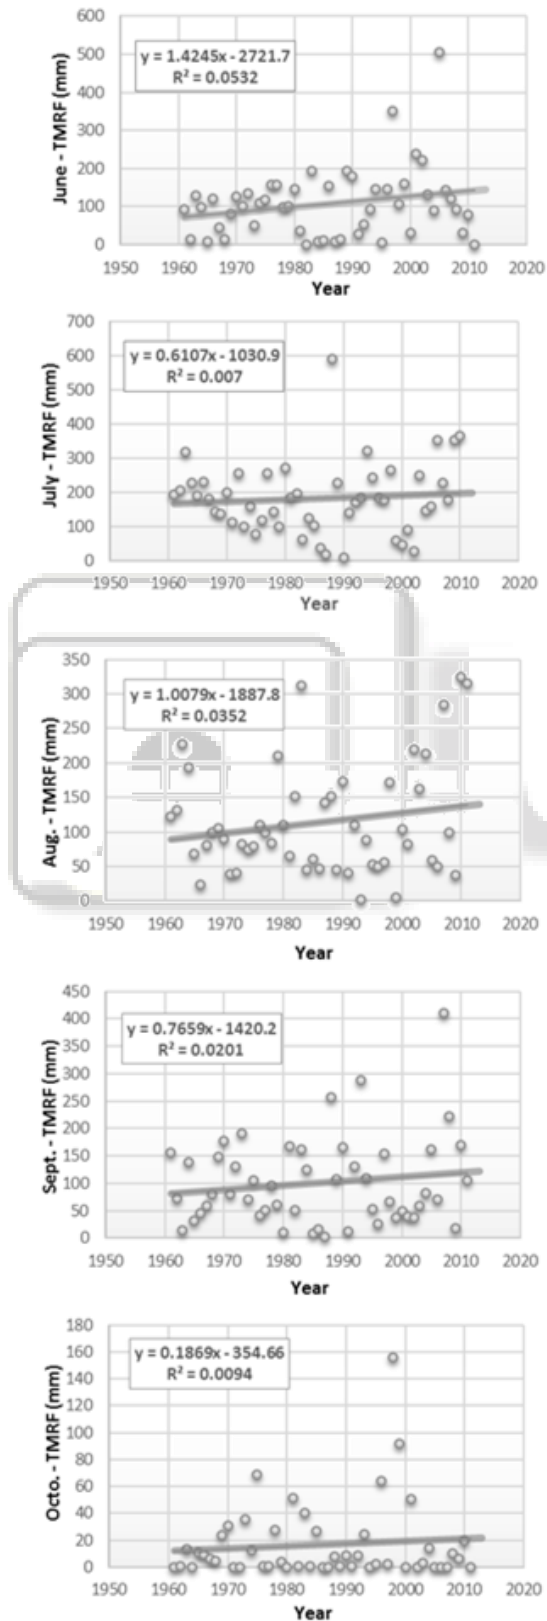 y = 1.4245x - 2721.7
R² = 0.0532
June - TMRF (mm)
600
500
400
300
200
100
0
1950 1960 1970 1980 1990 2000 2010 2020
Year
y = 0.6107x - 1030.9
R² = 0.007
July - TMRF (mm)
700
600
500
400
300
200
100
0
1950 1960 1970 1980 1990 2000 2010 2020
Year
y = 1.0079x - 1887.8
R² = 0.0352
Aug. - TMRF (mm)
350
300
250
200
150
100
50
0
1950 1960 1970 1980 1990 2000 2010 2020
Year
y = 0.7659x - 1420.2
R² = 0.0201
Sept. - TMRF (mm)
450
400
350
300
250
200
150
100
50
0
1950 1960 1970 1980 1990 2000 2010 2020
Year
y = 0.1869x - 354.66
R² = 0.0094
Octo. - TMRF (mm)
180
160
140
120
100
80
60
40
20
0
1950 1960 1970 1980 1990 2000 2010 2020
Year